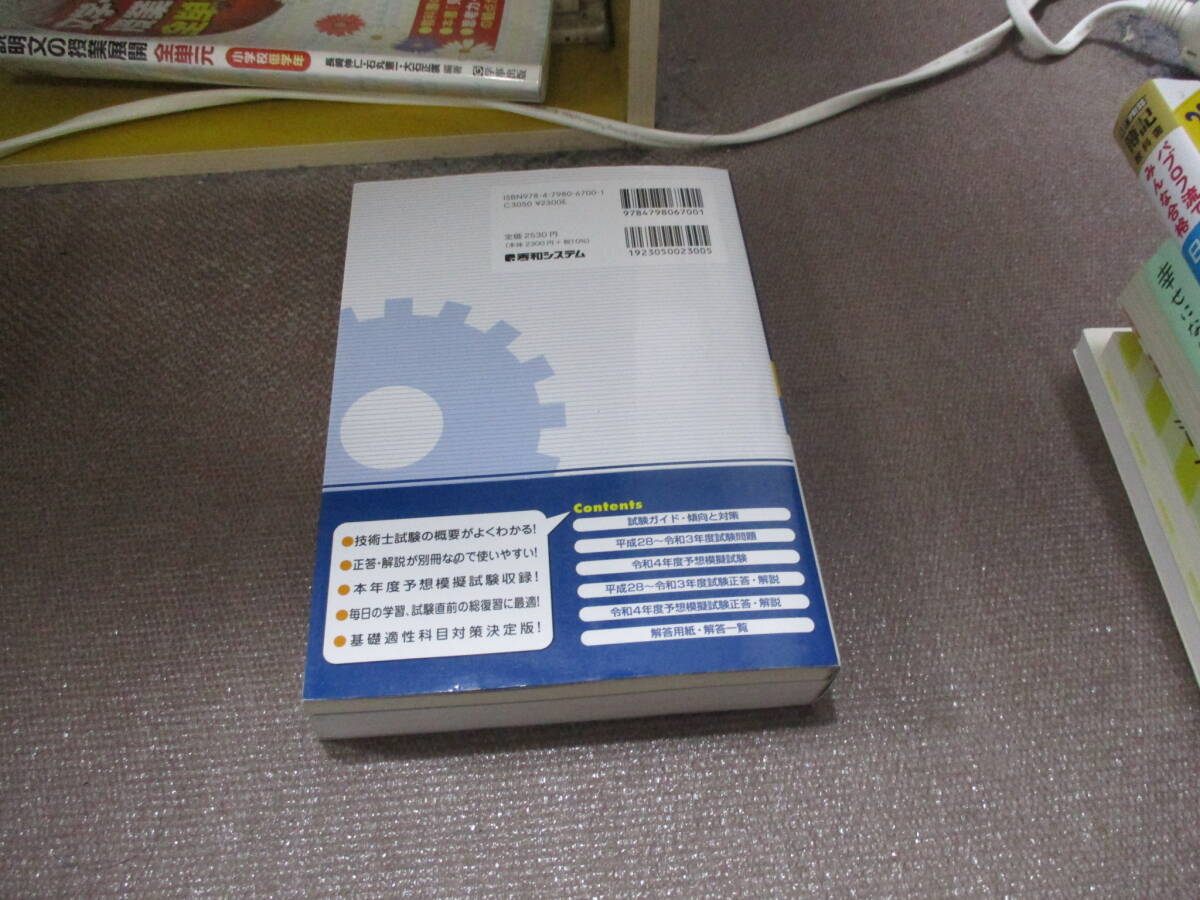 説明文の授業展開 全単元
小学校
ISBN978-4-7980-6700-1
C3050 ¥2300E
9784798067001
定価2530円
(本体 2300円+税10%)
1923050023005
秀和システム
簿記
みんな合格
Contents
技術士試験の概要がよくわかる!
正答・解説が別冊なので使いやすい!
本年度予想模擬試験収録!
毎日の学習、試験直前の総復習に最適!
基礎適性科目対策決定版!
試験ガイド・傾向と対策
平成28~令和3年度試験問題
令和4年度予想模擬試験
平成28~令和3年度試験正答・解説
令和4年度予想模擬試験正答・解説
解答用紙・解答一覧